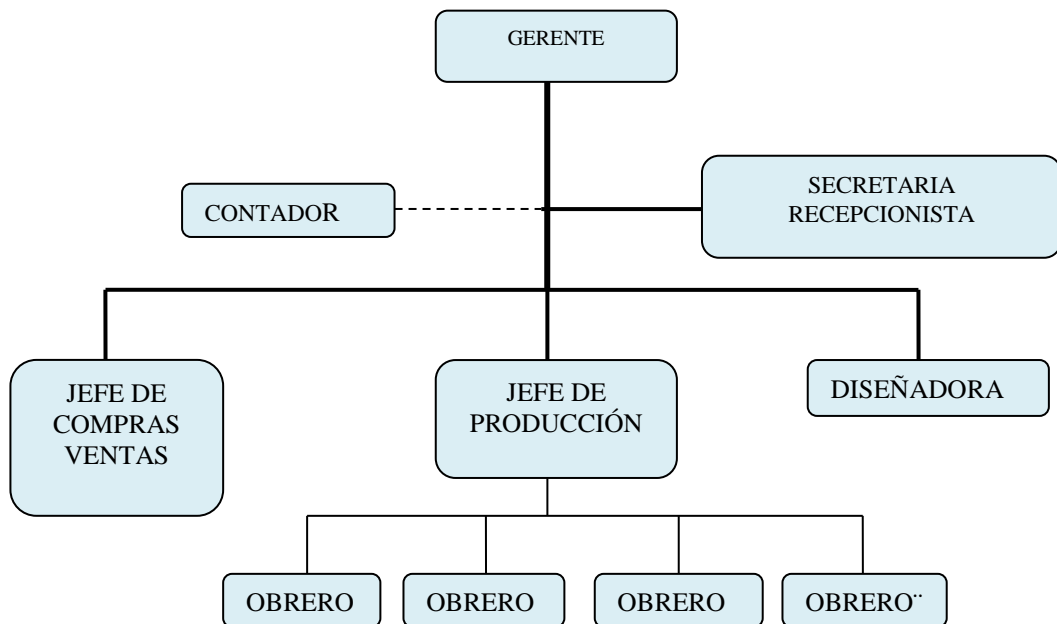 GERENTE
CONTADOR
SECRETARIA
RECEPCIONISTA
JEFE DE
COMPRAS
VENTAS
JEFE DE
PRODUCCIÓN
DISEÑADORA
OBRERO
OBRERO
OBRERO
OBRERO¨